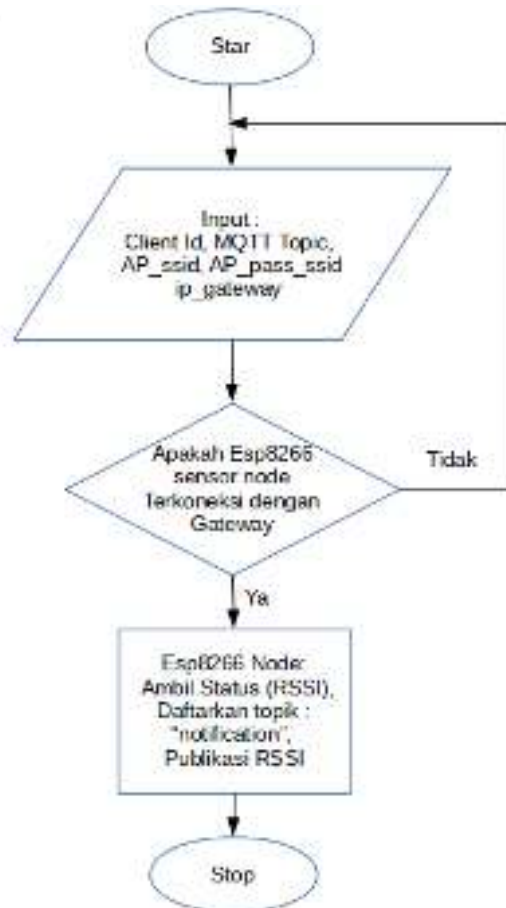 Star
Input :
Client Id, MQTT Topic,
AP_ssid, AP_pass_ssid
ip_gateway
Apakah Esp8266
sensor node
Terkoneksi dengan
Gateway
Tidak
Ya
Esp8266 Node:
Ambil Status (RSSI),
Daftarkan topik :
"notification",
Publikasi RSSI
Stop